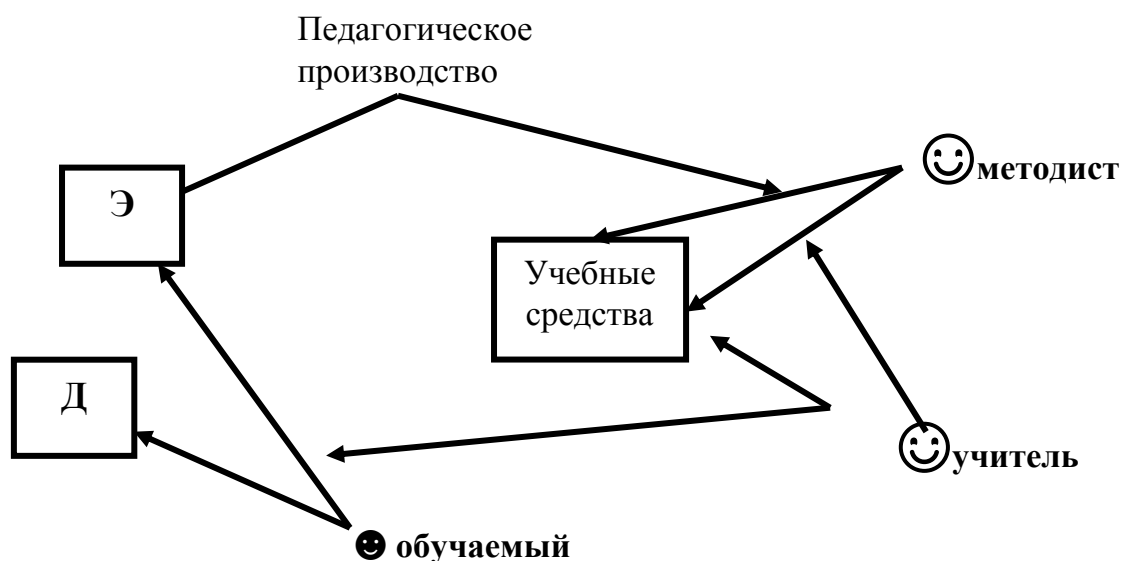 Педагогическое
производство
методист
Э
Учебные
средства
Д
учитель
обучаемый